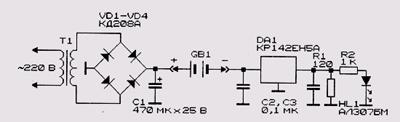 VD1-VD4
КД208А
DA1
КР142ЕН5А
T1
GB1
R1
120
R2
1К
~220 В
+
-
+
C1
470 МК x 25 В
C2, C3
0,1 МК
HL1
АЛ307БМ